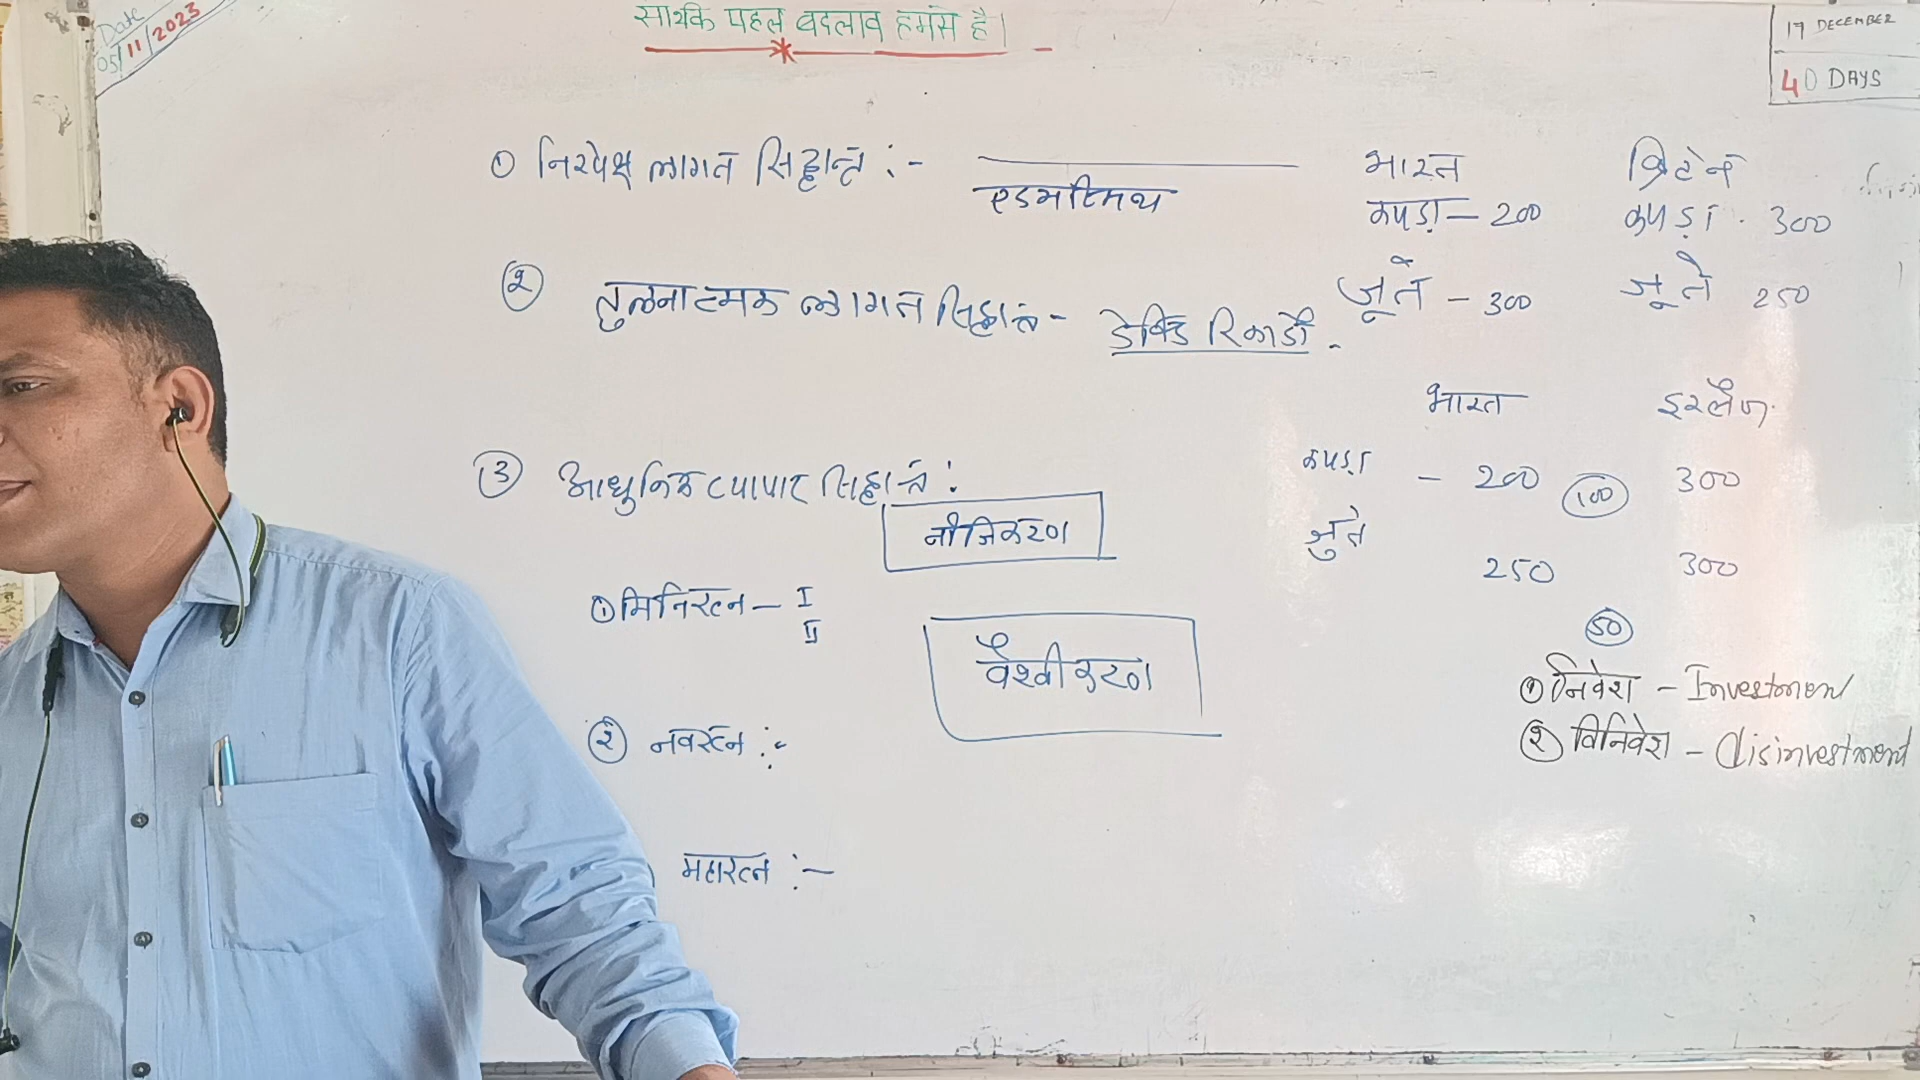 Date
05/11/2023
सार्थक पहल बदलाव हमसे है।
17 DECEMBER
40 DAYS
① निरपेक्ष लागत सिद्धान्त :-
एडमस्मिथ
भारत ब्रिटेन
कपड़ा - 200 कपड़ा . 300
जूते - 300 जूते 250
② तुलनात्मक लागत सिद्धांत - डेविड रिकार्डो .
भारत इग्लैण्ड
कपड़ा - 200 (100) 300
जुते 250 300
(50)
③ आधुनिक व्यापार सिद्धान्त :
नीजिकरण
① मिनिरत्न - I
II
वैश्वीकरण
② नवरत्न :-
महारत्न :-
① निवेश - Investment
② विनिवेश - disinvestment